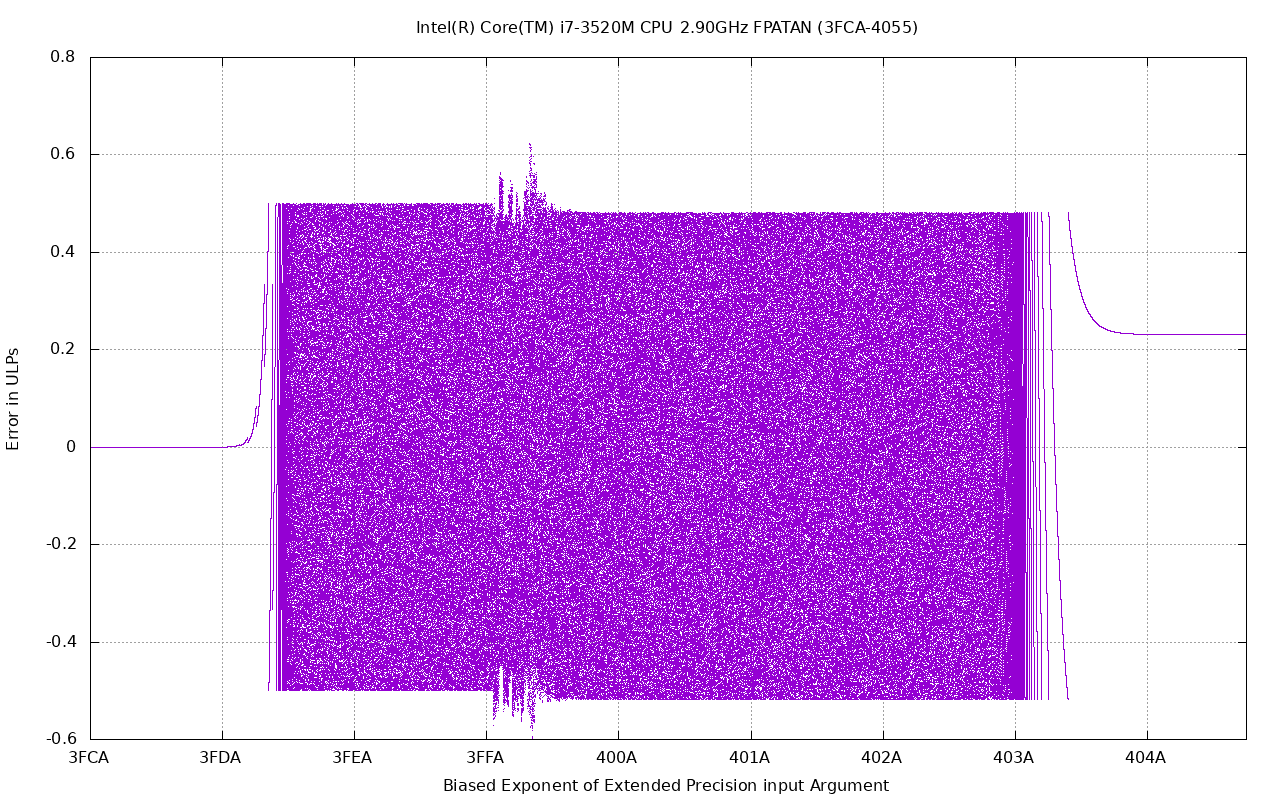 Intel(R) Core(TM) i7-3520M CPU 2.90GHz FPATAN (3FCA-4055)
0.8
0.6
0.4
0.2
0
-0.2
-0.4
-0.6
Error in ULPs
3FCA 3FDA 3FEA 3FFA 400A 401A 402A 403A 404A
Biased Exponent of Extended Precision input Argument